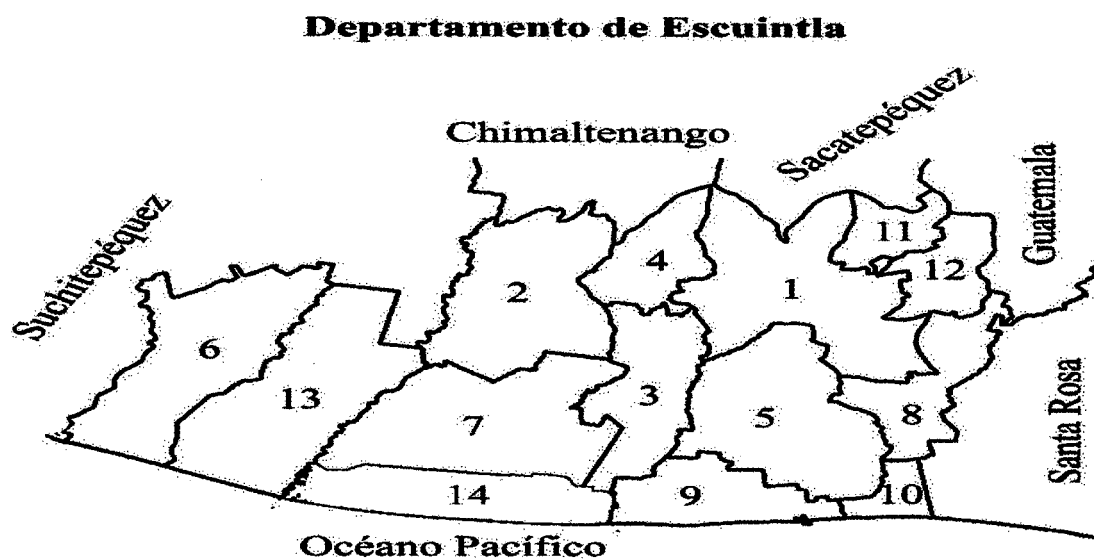 Departamento de Escuintla
Chimaltenango
Sacatepéquez
Guatemala
Suchitepéquez
Santa Rosa
11
4
12
2
1
6
13
3
8
7
5
14
9
10
Océano Pacífico